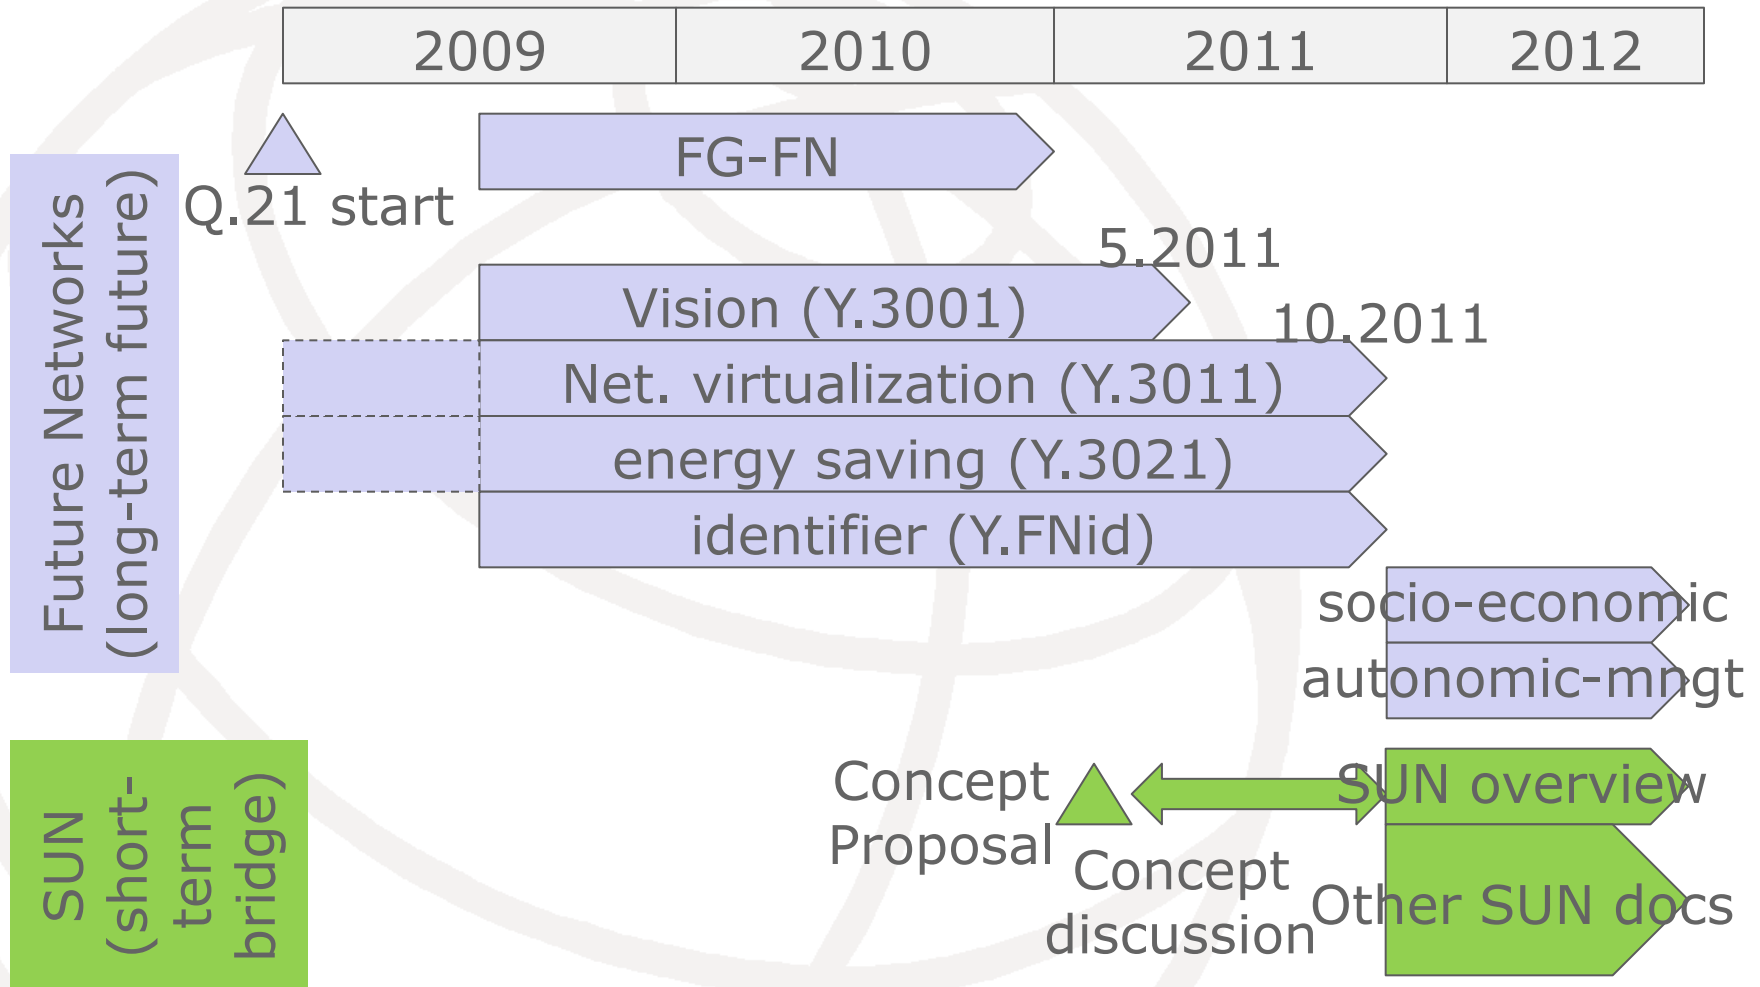 2009
2010
2011
2012
Future Networks
(long-term future)
Q.21 start
FG-FN
5.2011
Vision (Y.3001)
10.2011
Net. virtualization (Y.3011)
energy saving (Y.3021)
identifier (Y.FNid)
socio-economic
autonomic-mngt
SUN
(short-
term
bridge)
Concept
Proposal
Concept
discussion
SUN overview
Other SUN docs